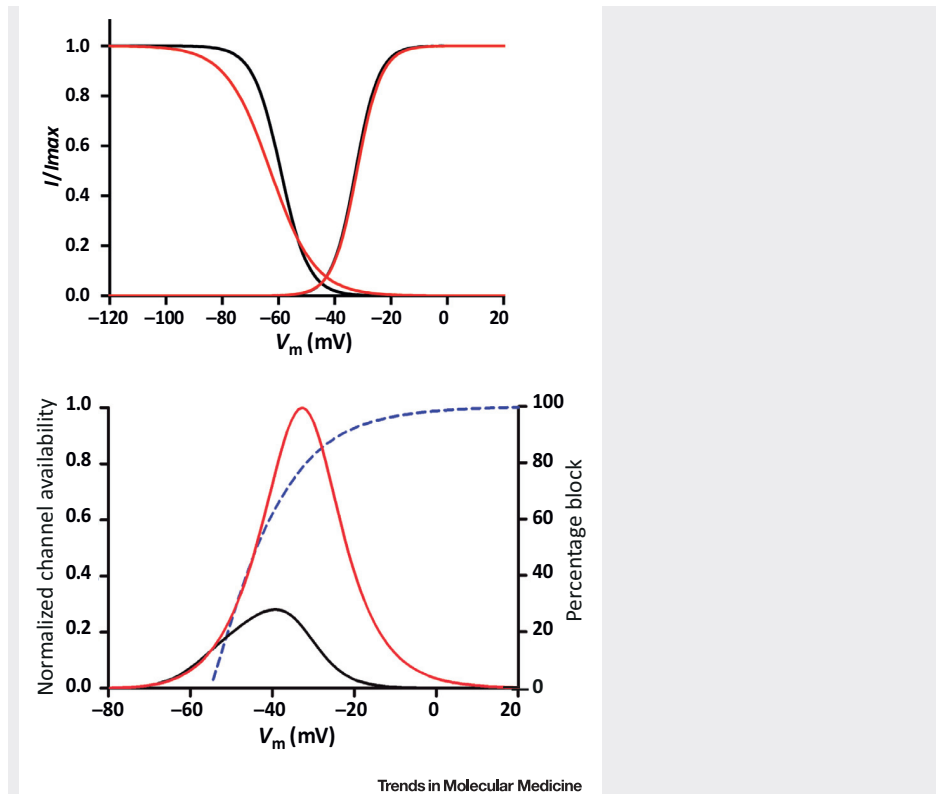 1.0
0.8
0.6
0.4
0.2
0.0
I/Imax
–120 –100 –80 –60 –40 –20 0 20
Vm (mV)
1.0
0.8
0.6
0.4
0.2
0.0
Normalized channel availability
100
80
60
40
20
0
Percentage block
–80 –60 –40 –20 0 20
Vm (mV)
Trends in Molecular Medicine